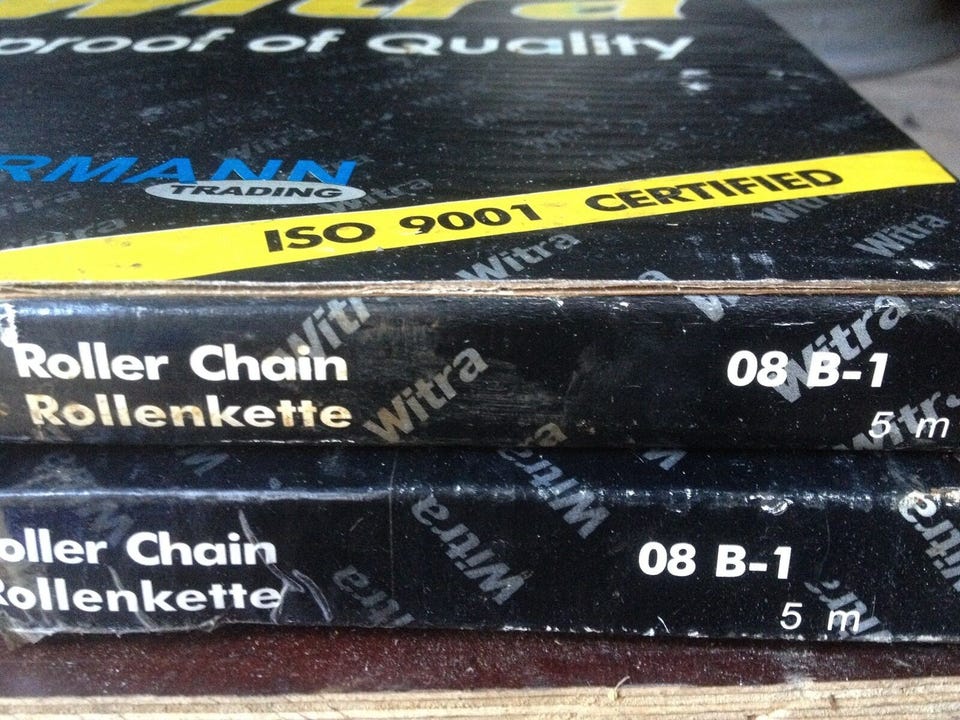 Witra
proof of Quality
RMANN
TRADING
ISO 9001 CERTIFIED
Roller Chain 08 B-1
Rollenkette 5 m
oller Chain 08 B-1
Rollenkette 5 m